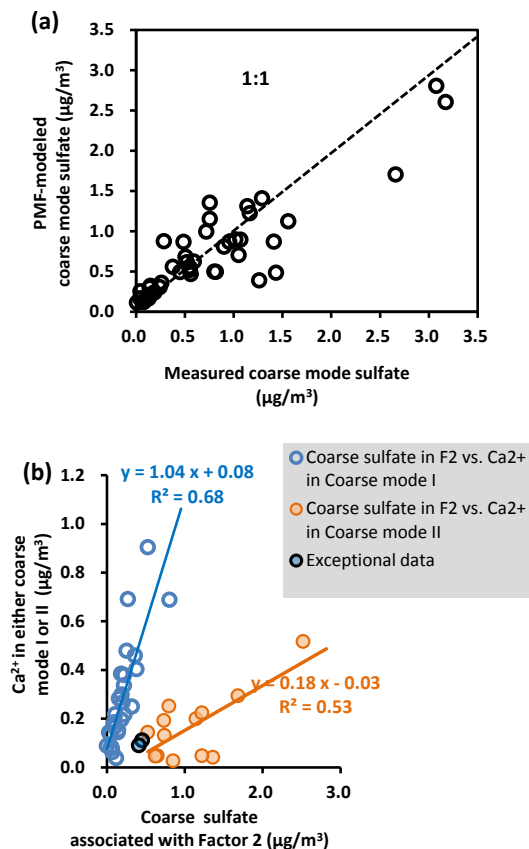 (a)
PMF-modeled
coarse mode sulfate (µg/m³)
3.5
3.0
2.5
2.0
1.5
1.0
0.5
0.0
1:1
0.0 0.5 1.0 1.5 2.0 2.5 3.0 3.5
Measured coarse mode sulfate
(µg/m³)
Coarse sulfate in F2 vs. Ca2+
in Coarse mode I
Coarse sulfate in F2 vs. Ca2+
in Coarse mode II
Exceptional data
(b)
Ca²⁺ in either coarse
mode I or II (µg/m³)
1.2
1.0
0.8
0.6
0.4
0.2
0.0
y = 1.04 x + 0.08
R² = 0.68
y = 0.18 x - 0.03
R² = 0.53
0.0 1.0 2.0 3.0
Coarse sulfate
associated with Factor 2 (µg/m³)